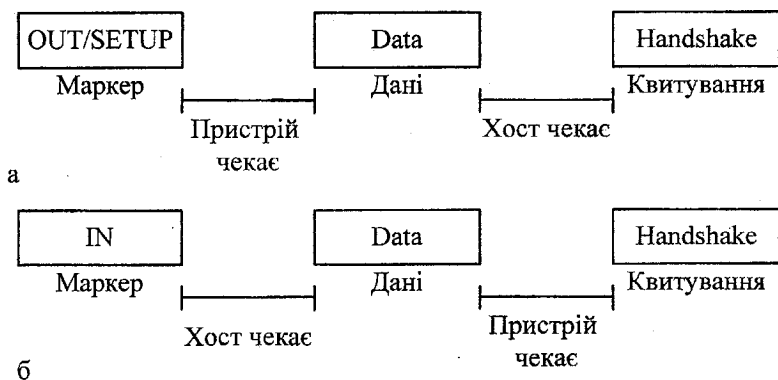 OUT/SETUP Data Handshake
Маркер Дані Квитування
Пристрій чекає Хост чекає
а
IN Data Handshake
Маркер Дані Квитування
Хост чекає Пристрій чекає
б